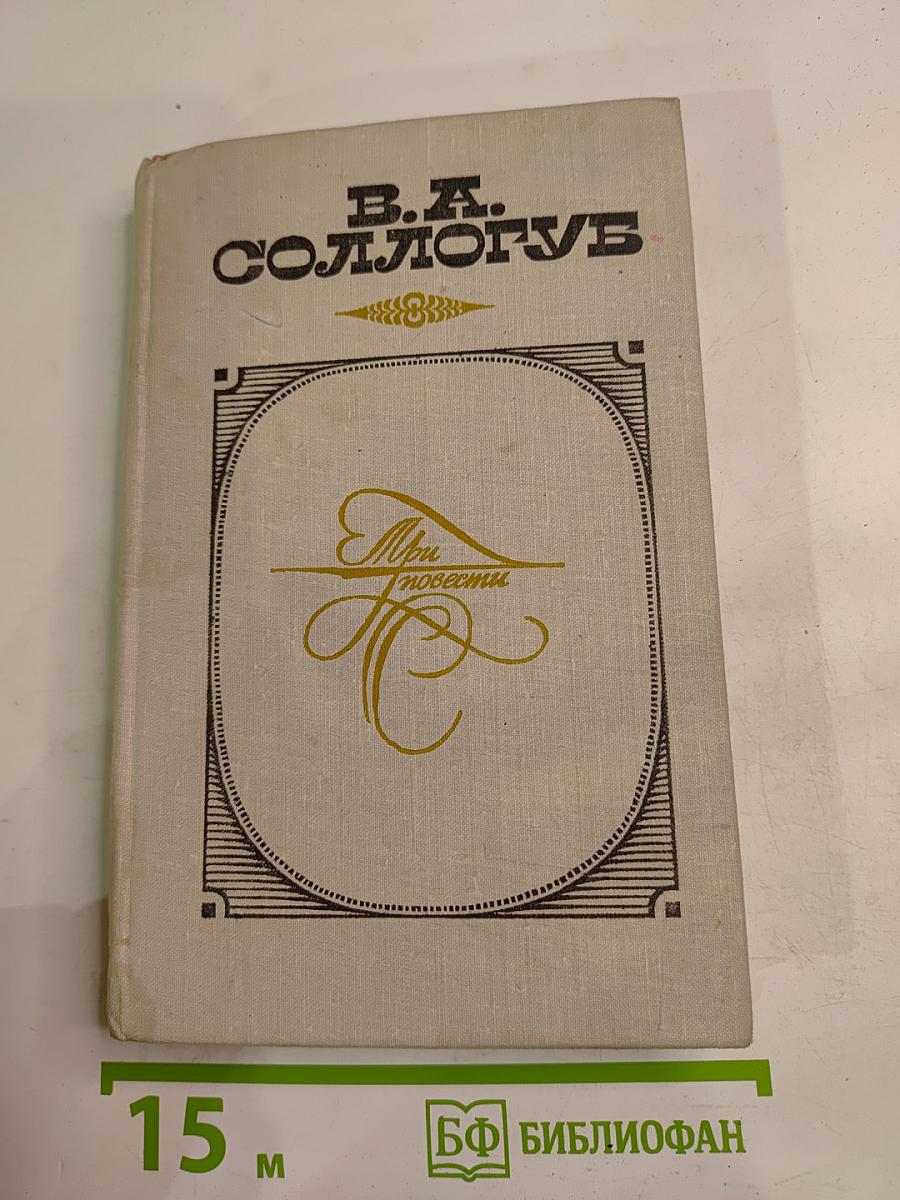 В. А.
СОЛЛОГУБ
Три
повести
15 м
БФ БИБЛИОФАН